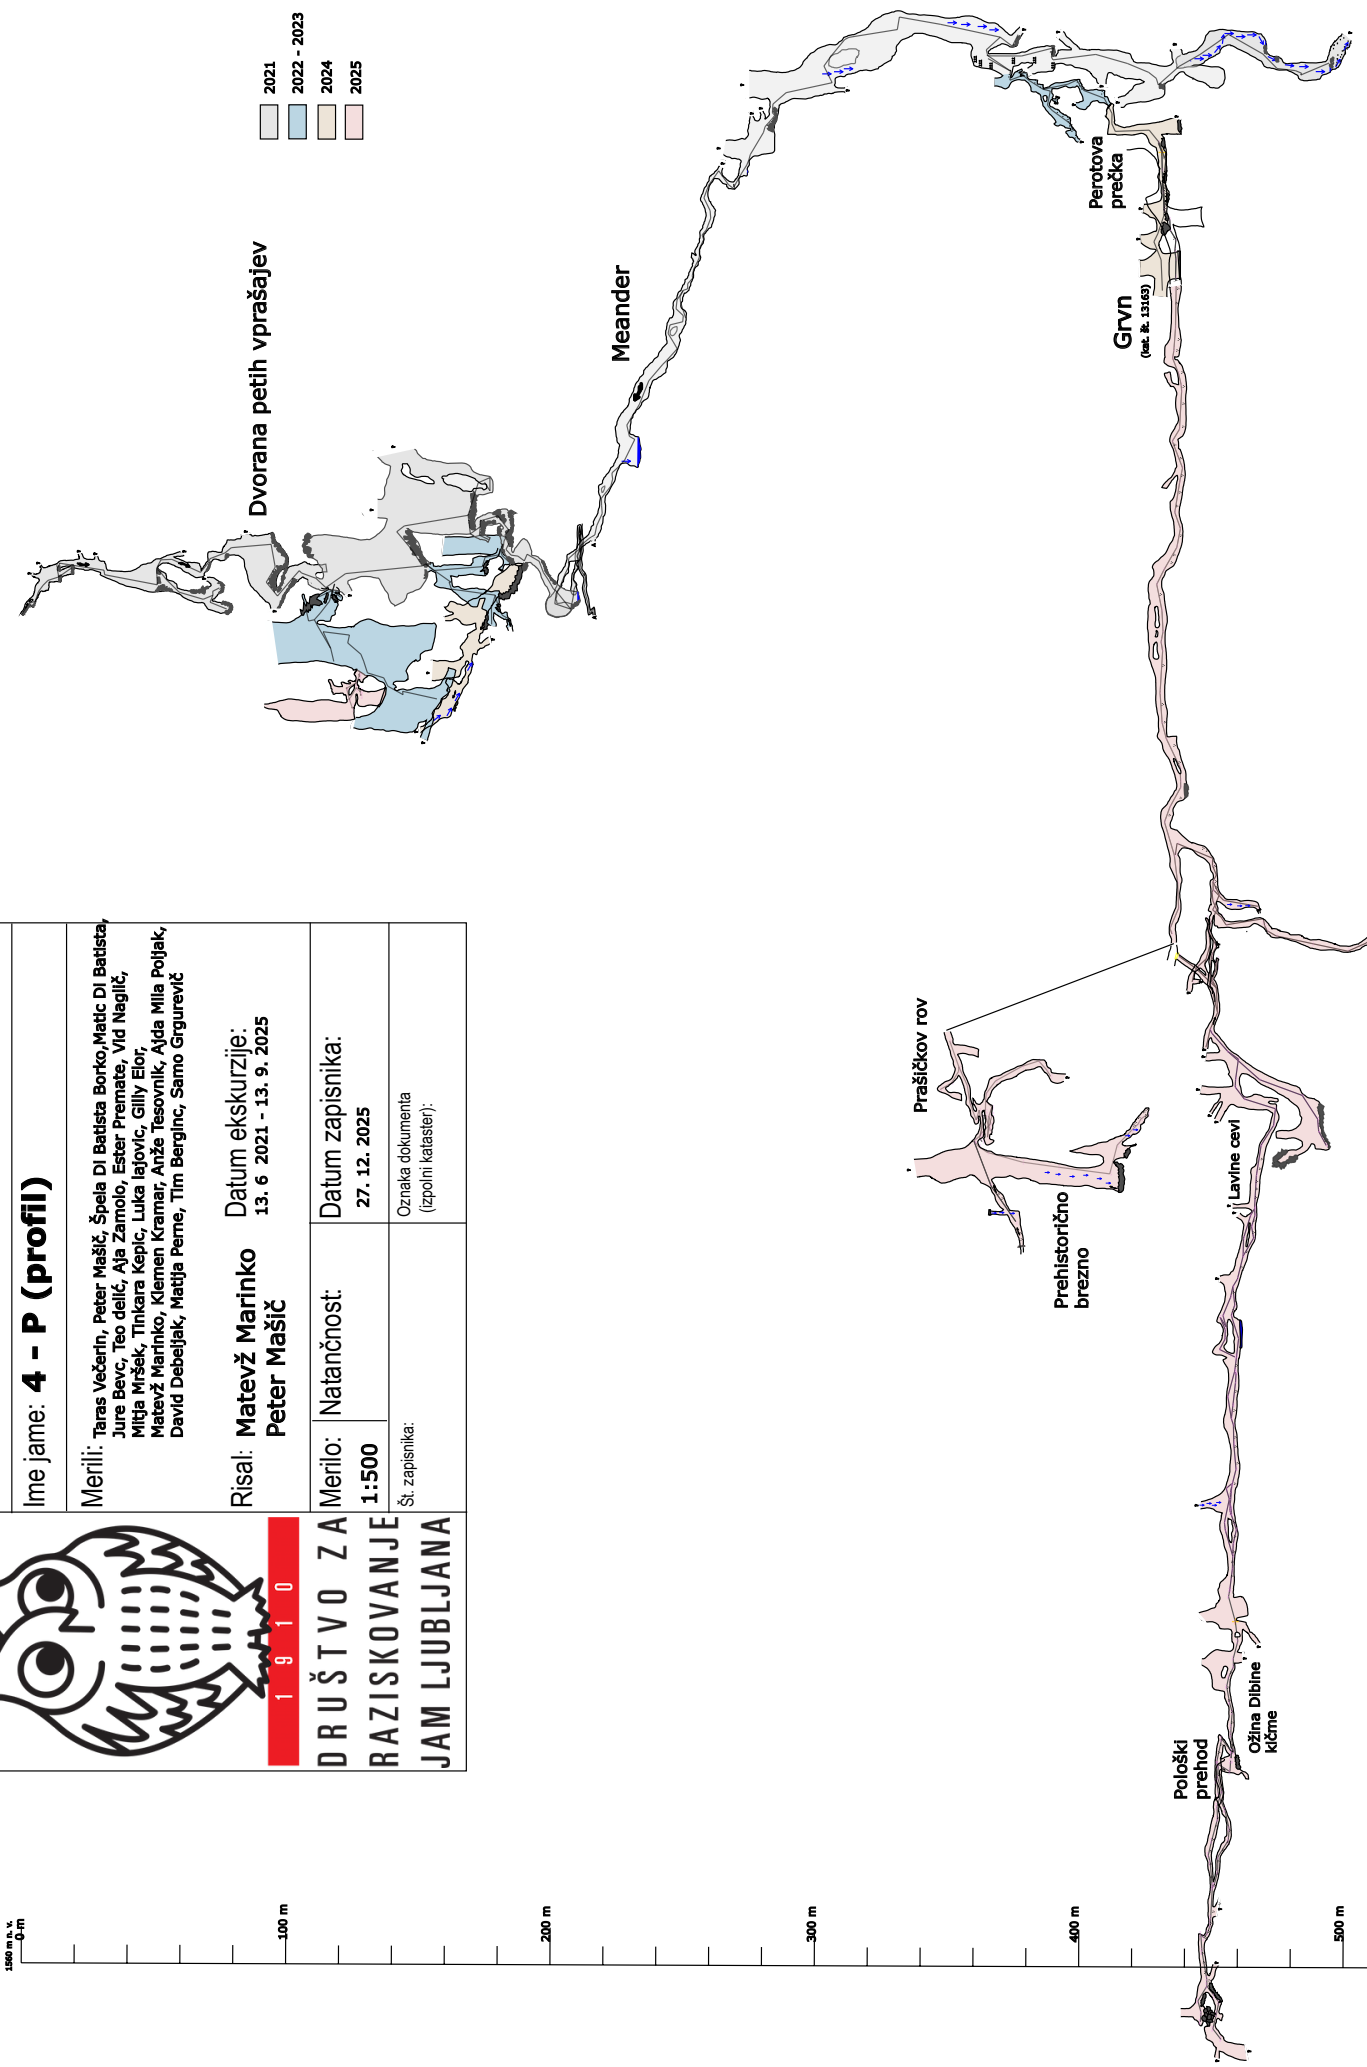 Ime jame: 4 - P (profil)
Merili: Taras Večerin, Peter Mašič, Špela Di Batista Borko,Matic Di Batista,
Jure Bevc, Teo delić, Aja Zamolo, Ester Premate, Vid Naglič,
Mitja Mršek, Tinkara Kepic, Luka lajovic, Gilly Elor,
Matevž Marinko, Klemen Kramar, Anže Tesovnik, Ajda Mila Poljak,
David Debeljak, Matija Perne, Tim Berginc, Samo Grgurevič
Risal: Matevž Marinko
Peter Mašič
Datum ekskurzije:
13. 6 2021 - 13. 9. 2025
Merilo:
1:500
Natančnost:
Datum zapisnika:
27. 12. 2025
Št. zapisnika:
Oznaka dokumenta
(izpolni kataster):
1 9 1 0
DRUŠTVO ZA
RAZISKOVANJE
JAM LJUBLJANA
2021
2022 - 2023
2024
2025
Dvorana petih vprašajev
Meander
Perotova
prečka
Grvn
(kat. št. 13163)
Prašičkov rov
Prehistorično
brezno
Lavine cevi
Ožina Dibine
kičme
Pološki
prehod
1560 m n. v.
0 m
100 m
200 m
300 m
400 m
500 m